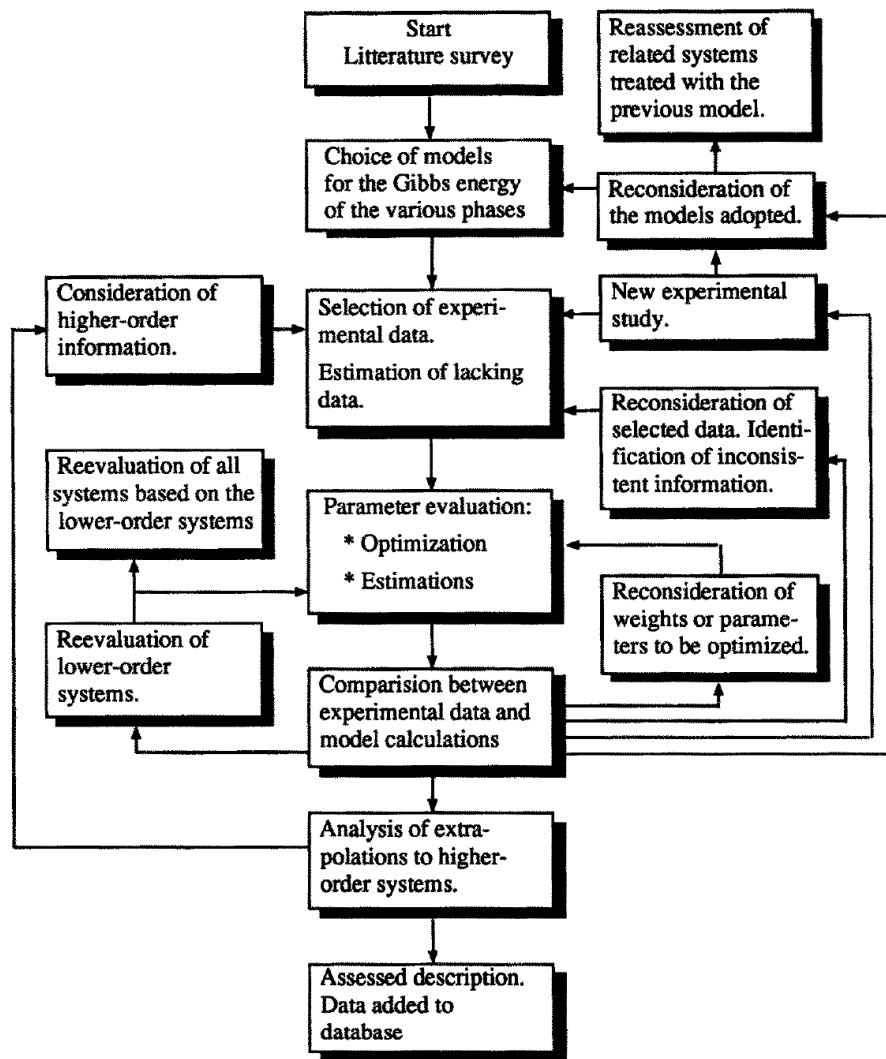 Start
Litterature survey
Reassessment of
related systems
treated with the
previous model.
Choice of models
for the Gibbs energy
of the various phases
Reconsideration of
the models adopted.
Consideration of
higher-order
information.
Selection of experi-
mental data.
Estimation of lacking
data.
New experimental
study.
Reconsideration of
selected data. Identi-
fication of inconsis-
tent information.
Reevaluation of all
systems based on the
lower-order systems
Parameter evaluation:
* Optimization
* Estimations
Reconsideration of
weights or parame-
ters to be optimized.
Reevaluation of
lower-order
systems.
Comparision between
experimental data and
model calculations
Analysis of extra-
polations to higher-
order systems.
Assessed description.
Data added to
database